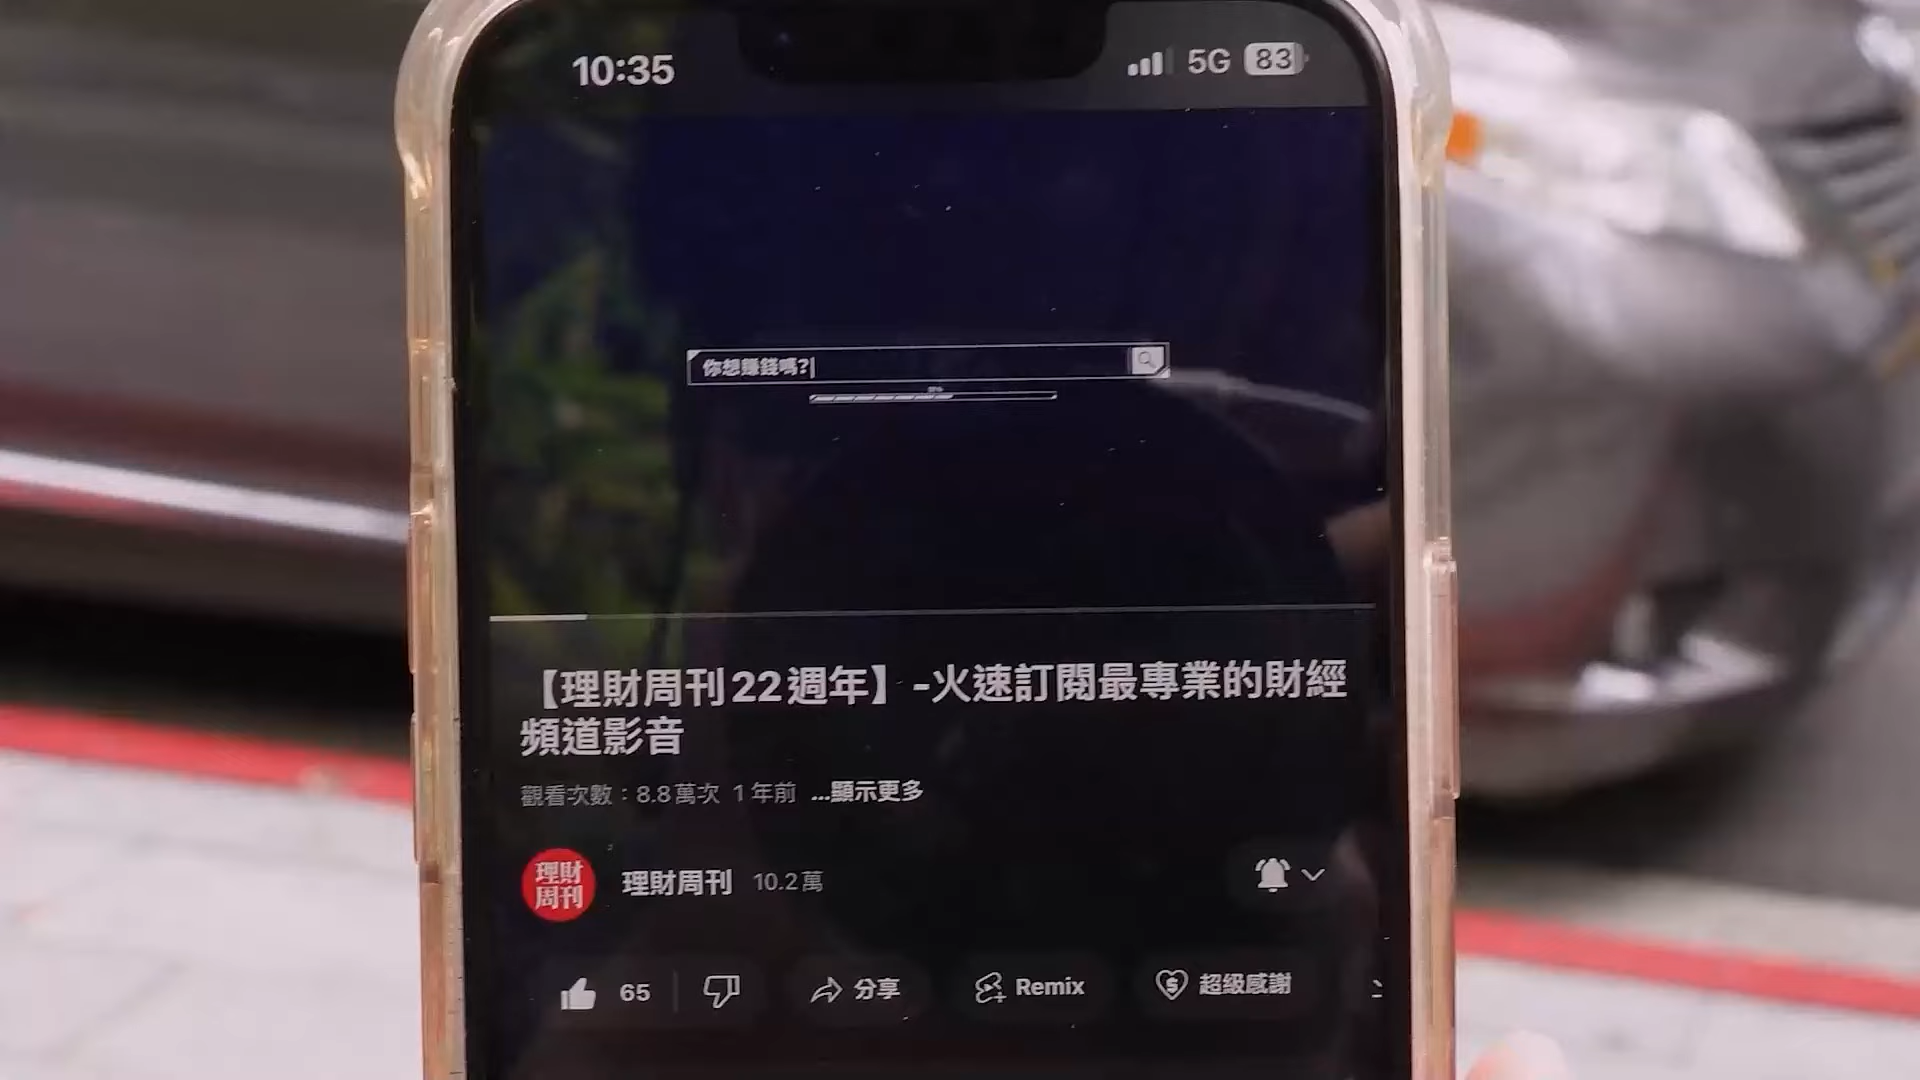 10:35
5G 83
你想賺錢嗎?
【理財周刊22週年】-火速訂閱最專業的財經
頻道影音
觀看次數：8.8萬次 1年前 ...顯示更多
理財
周刊
理財周刊 10.2萬
65 分享 Remix 超級感謝